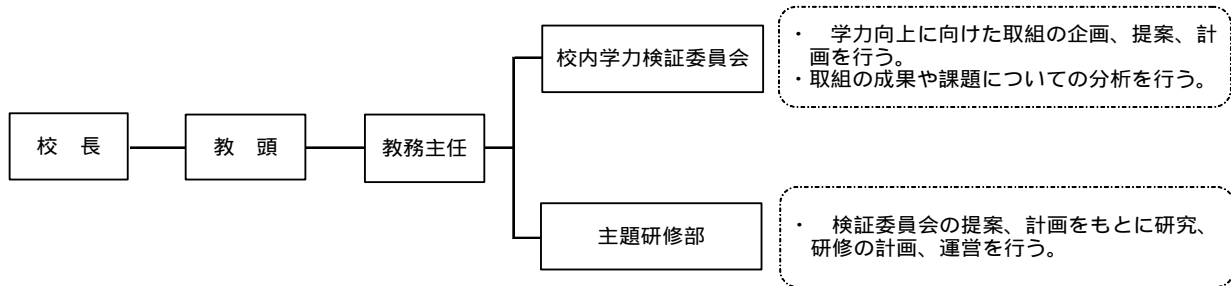 校内学力検証委員会
・　学力向上に向けた取組の企画、提案、計
画を行う。
・取組の成果や課題についての分析を行う。
校　長
教　頭
教務主任
主題研修部
・　検証委員会の提案、計画をもとに研究、
研修の計画、運営を行う。